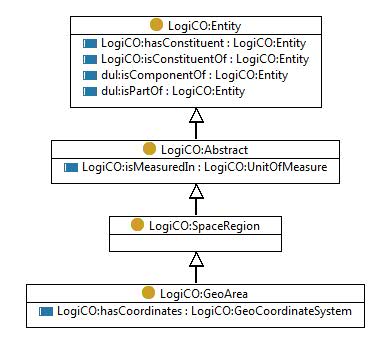 LogiCO:Entity
LogiCO:hasConstituent : LogiCO:Entity
LogiCO:isConstituentOf : LogiCO:Entity
dul:isComponentOf : LogiCO:Entity
dul:isPartOf : LogiCO:Entity
LogiCO:Abstract
LogiCO:isMeasuredIn : LogiCO:UnitOfMeasure
LogiCO:SpaceRegion
LogiCO:GeoArea
LogiCO:hasCoordinates : LogiCO:GeoCoordinateSystem